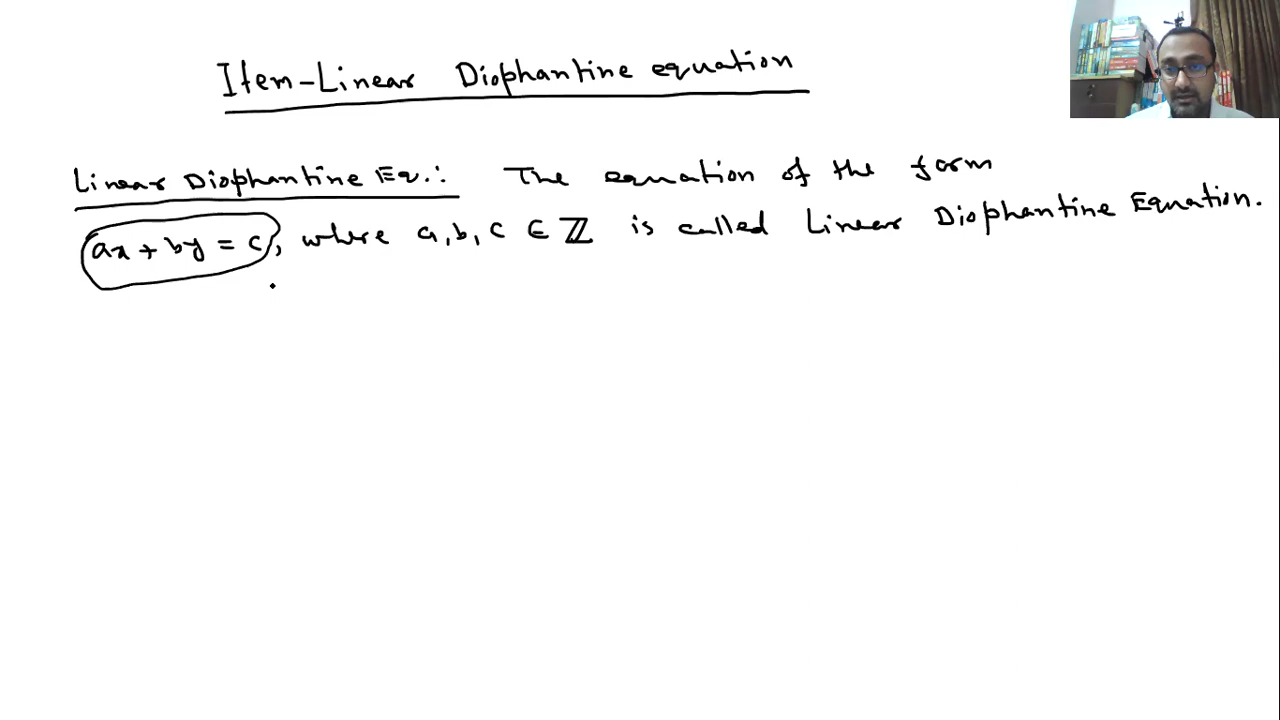 Item-Linear Diophantine equation
Linear Diophantine Eq.: The equation of the form
ax + by = c, where a, b, c ∈ ℤ is called Linear Diophantine Equation.